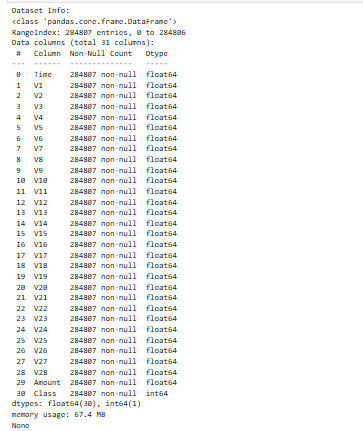 Dataset Info:
<class 'pandas.core.frame.DataFrame'>
RangeIndex: 284807 entries, 0 to 284806
Data columns (total 31 columns):
 #   Column  Non-Null Count   Dtype
---  ------  --------------   -----
 0   Time    284807 non-null  float64
 1   V1      284807 non-null  float64
 2   V2      284807 non-null  float64
 3   V3      284807 non-null  float64
 4   V4      284807 non-null  float64
 5   V5      284807 non-null  float64
 6   V6      284807 non-null  float64
 7   V7      284807 non-null  float64
 8   V8      284807 non-null  float64
 9   V9      284807 non-null  float64
 10  V10     284807 non-null  float64
 11  V11     284807 non-null  float64
 12  V12     284807 non-null  float64
 13  V13     284807 non-null  float64
 14  V14     284807 non-null  float64
 15  V15     284807 non-null  float64
 16  V16     284807 non-null  float64
 17  V17     284807 non-null  float64
 18  V18     284807 non-null  float64
 19  V19     284807 non-null  float64
 20  V20     284807 non-null  float64
 21  V21     284807 non-null  float64
 22  V22     284807 non-null  float64
 23  V23     284807 non-null  float64
 24  V24     284807 non-null  float64
 25  V25     284807 non-null  float64
 26  V26     284807 non-null  float64
 27  V27     284807 non-null  float64
 28  V28     284807 non-null  float64
 29  Amount  284807 non-null  float64
 30  Class   284807 non-null  int64
dtypes: float64(30), int64(1)
memory usage: 67.4 MB
None